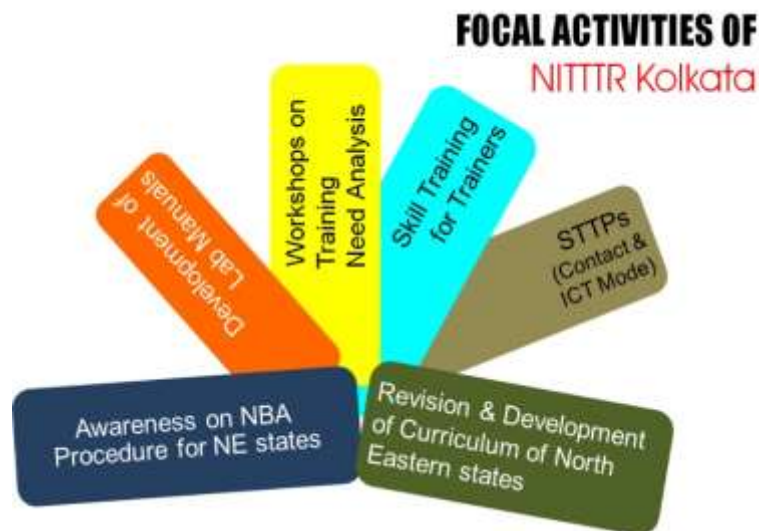 FOCAL ACTIVITIES OF
NITTTR Kolkata
Awareness on NBA
Procedure for NE states
Development of
Lab Manuals
Workshops on
Training
Need Analysis
Skill Training
for Trainers
STTPs
(Contact &
ICT Mode)
Revision & Development
of Curriculum of North
Eastern states